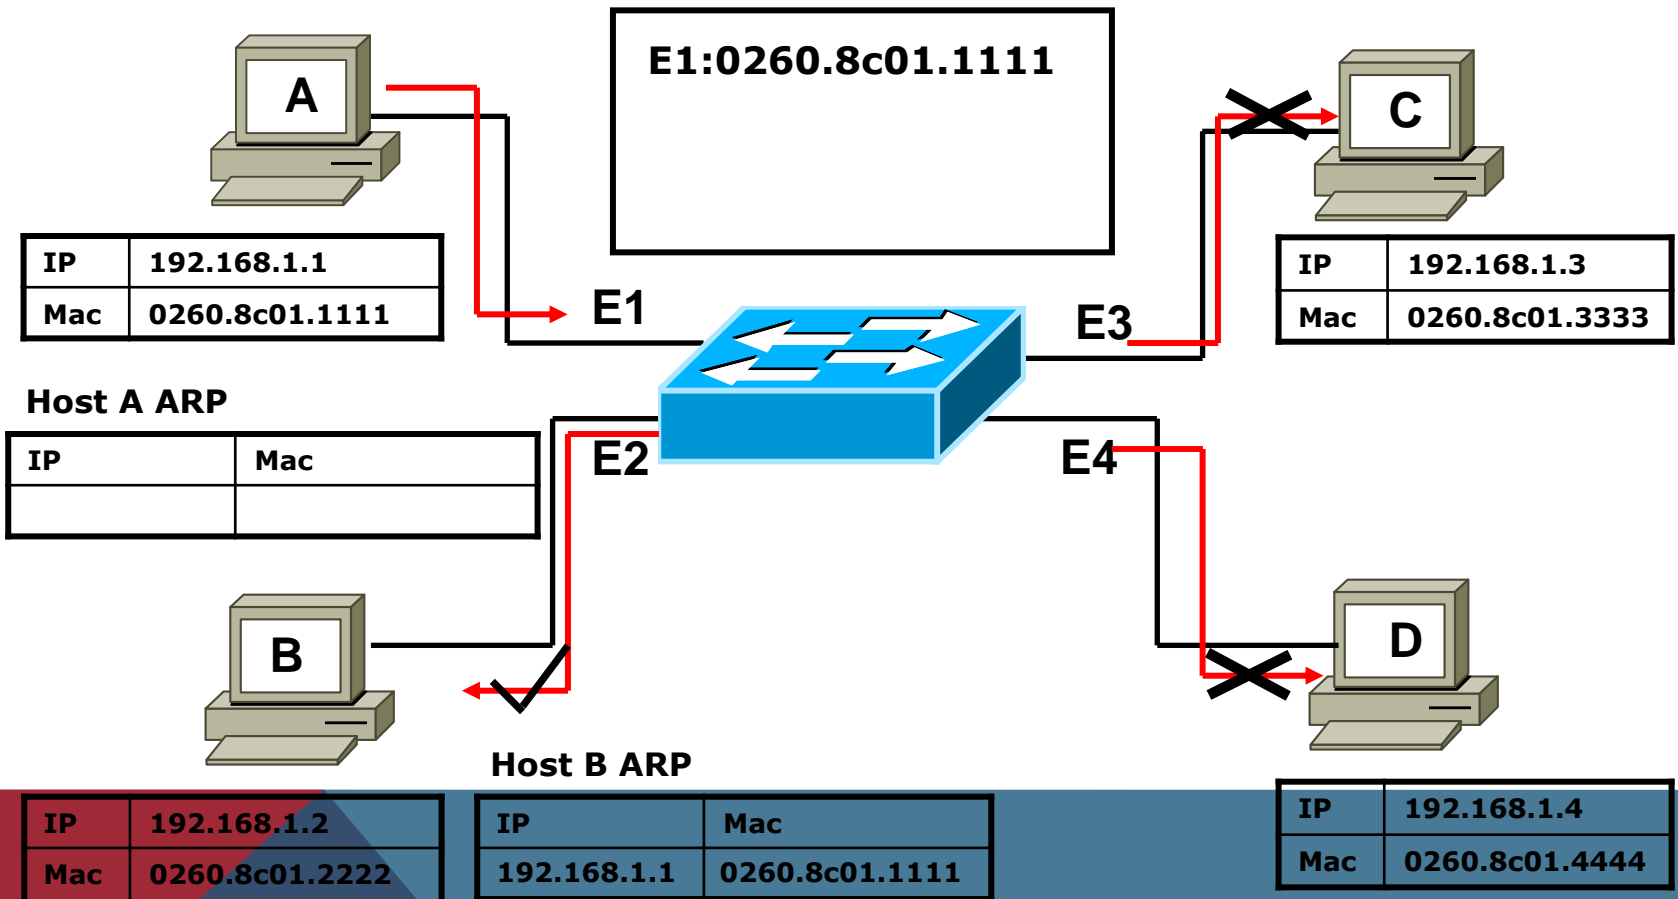 E1:0260.8c01.1111
A
C
IP 192.168.1.1
Mac 0260.8c01.1111
IP 192.168.1.3
Mac 0260.8c01.3333
E1
E3
Host A ARP
IP Mac
E2
E4
B
D
Host B ARP
IP 192.168.1.2
Mac 0260.8c01.2222
IP Mac
192.168.1.1 0260.8c01.1111
IP 192.168.1.4
Mac 0260.8c01.4444